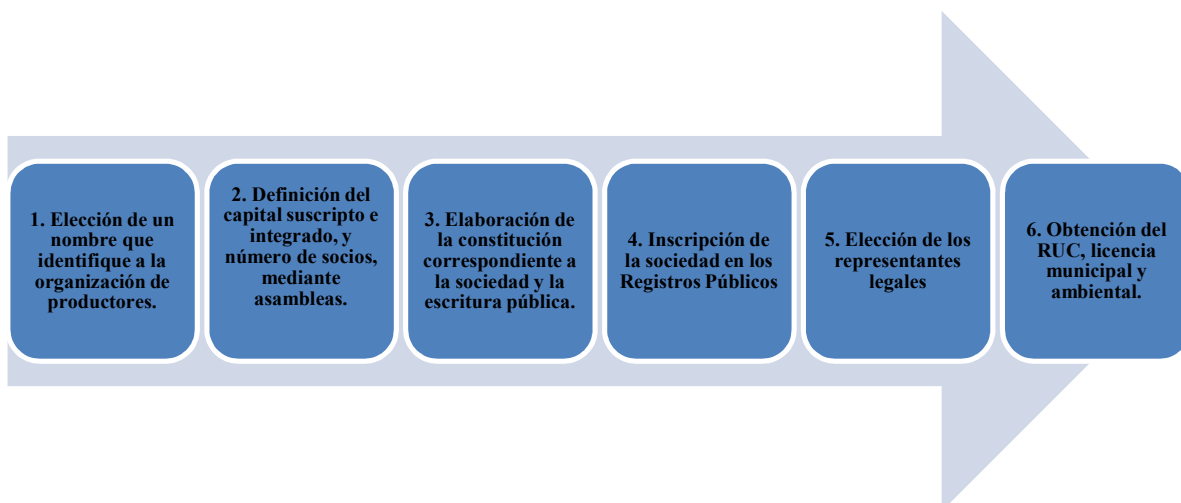 1. Elección de un
nombre que
identifique a la
organización de
productores.
2. Definición del
capital suscripto e
integrado, y
número de socios,
mediante
asambleas.
3. Elaboración de
la constitución
correspondiente a
la sociedad y la
escritura pública.
4. Inscripción de
la sociedad en los
Registros Públicos
5. Elección de los
representantes
legales
6. Obtención del
RUC, licencia
municipal y
ambiental.